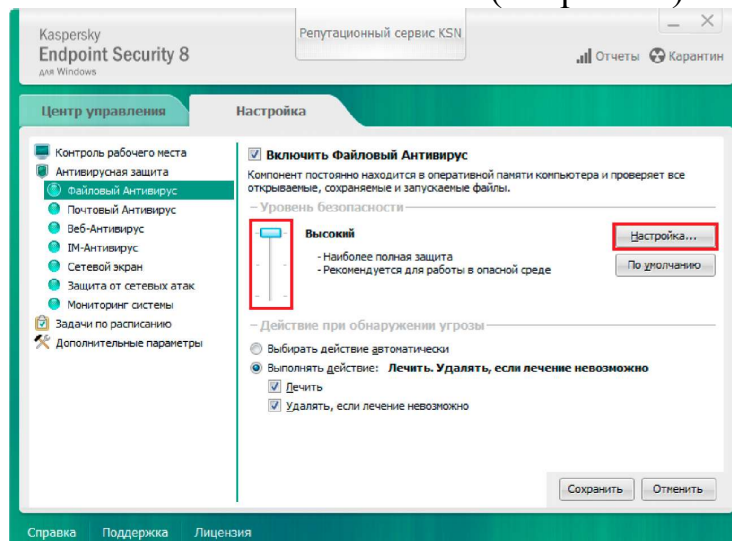 Kaspersky
Endpoint Security 8
для Windows
Репутационный сервис KSN
Отчеты Карантин
Центр управления Настройка
Контроль рабочего места
Антивирусная защита
Файловый Антивирус
Почтовый Антивирус
Веб-Антивирус
IM-Антивирус
Сетевой экран
Защита от сетевых атак
Мониторинг системы
Задачи по расписанию
Дополнительные параметры
Включить Файловый Антивирус
Компонент постоянно находится в оперативной памяти компьютера и проверяет все
открываемые, сохраняемые и запускаемые файлы.
Уровень безопасности
Высокий
- Наиболее полная защита
- Рекомендуется для работы в опасной среде
Настройка...
По умолчанию
Действие при обнаружении угрозы
Выбирать действие автоматически
Выполнять действие: Лечить. Удалять, если лечение невозможно
Лечить
Удалять, если лечение невозможно
Сохранить Отменить
Справка Поддержка Лицензия